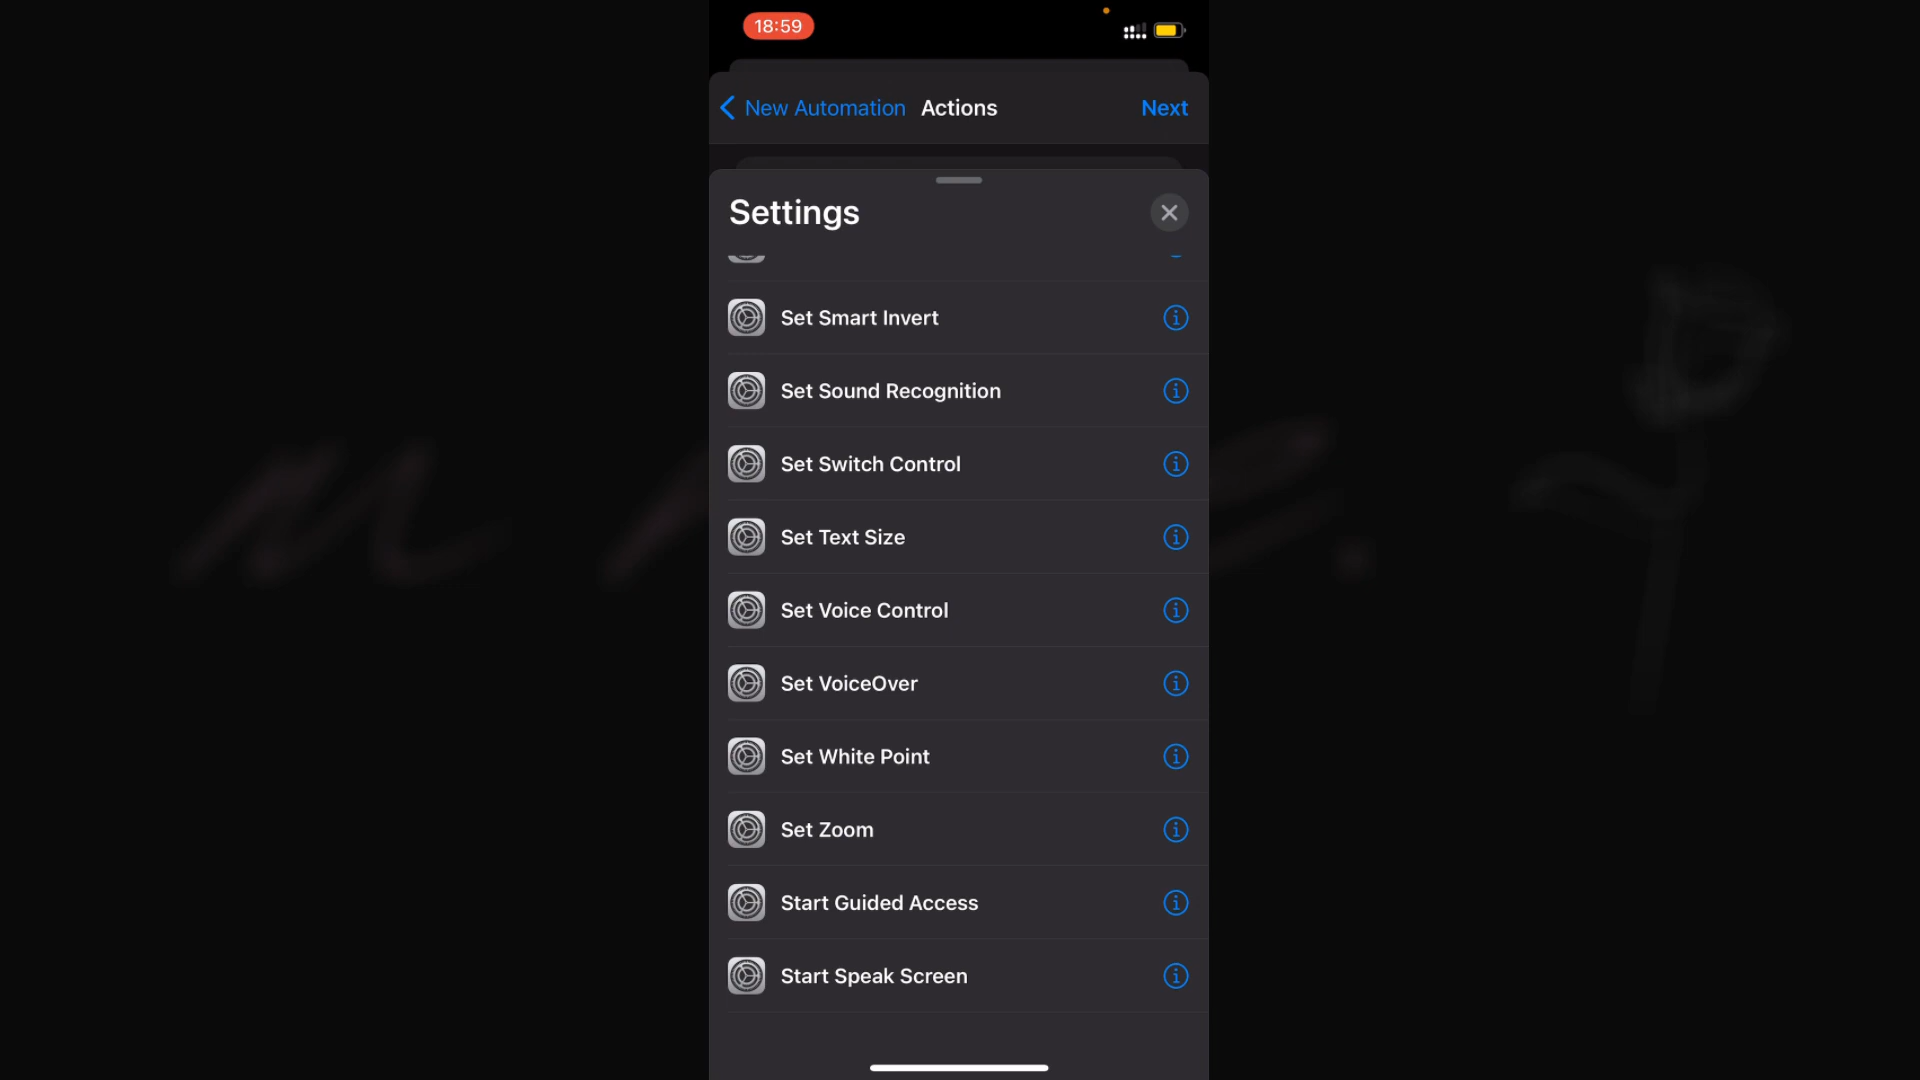 18:59
New Automation Actions Next
Settings
Set Smart Invert
Set Sound Recognition
Set Switch Control
Set Text Size
Set Voice Control
Set VoiceOver
Set White Point
Set Zoom
Start Guided Access
Start Speak Screen